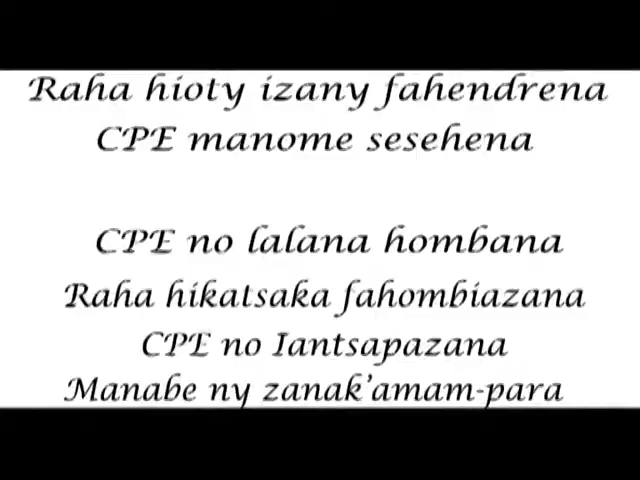 Raha hioty izany fahendrena
CPE manome sesehena
CPE no lalana hombana
Raha hikatsaka fahombiazana
CPE no Iantsapazana
Manabe ny zanak'amam-para